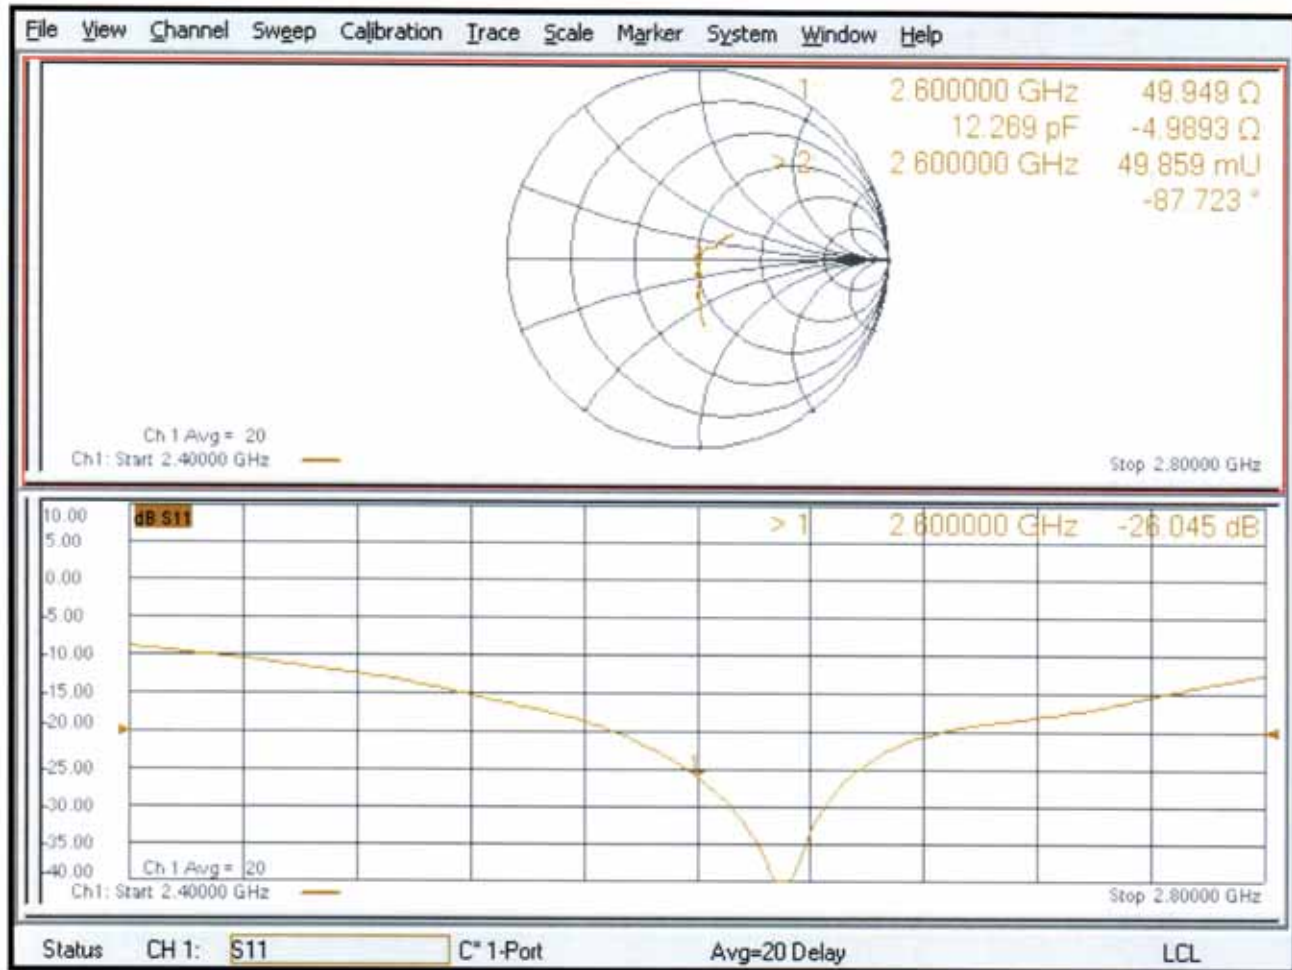 File View Channel Sweep Calibration Trace Scale Marker System Window Help
1 2.600000 GHz 49.949 Ω
12.269 pF -4.9893 Ω
> 2 2.600000 GHz 49.859 mU
-87.723 °
Ch 1 Avg = 20
Ch1: Start 2.40000 GHz
Stop 2.80000 GHz
10.00
dB S11
> 1 2.600000 GHz -26.045 dB
5.00
0.00
-5.00
-10.00
-15.00
-20.00
-25.00
-30.00
-35.00
-40.00
Ch 1 Avg = 20
Ch1: Start 2.40000 GHz
Stop 2.80000 GHz
Status CH 1: S11 C* 1-Port Avg=20 Delay LCL